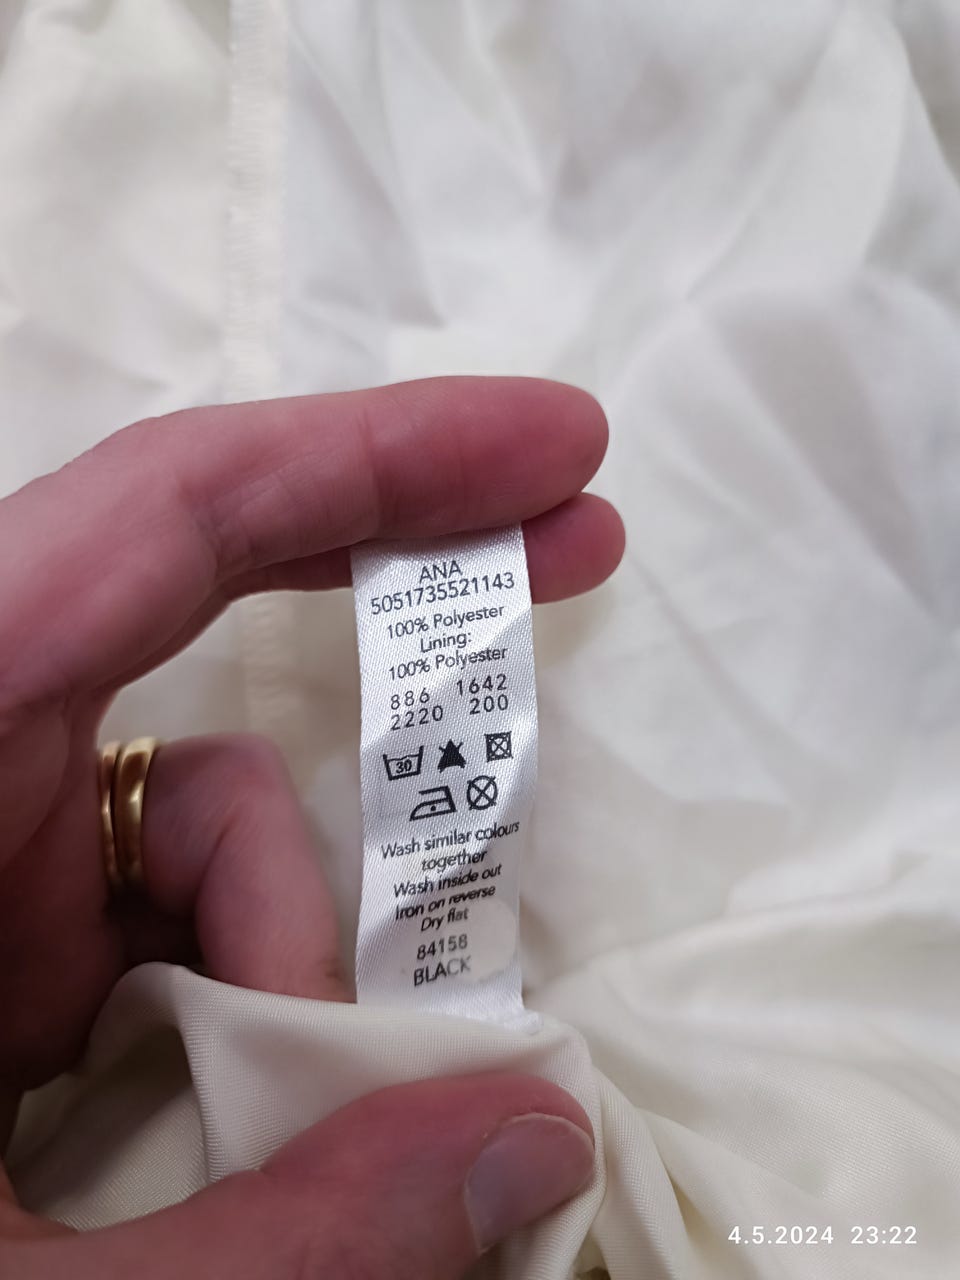 ANA
5051735521143
100% Polyester
Lining:
100% Polyester
886 1642
2220 200
30
Wash similar colours
together
Wash inside out
Iron on reverse
Dry flat
84158
BLACK
4.5.2024 23:22